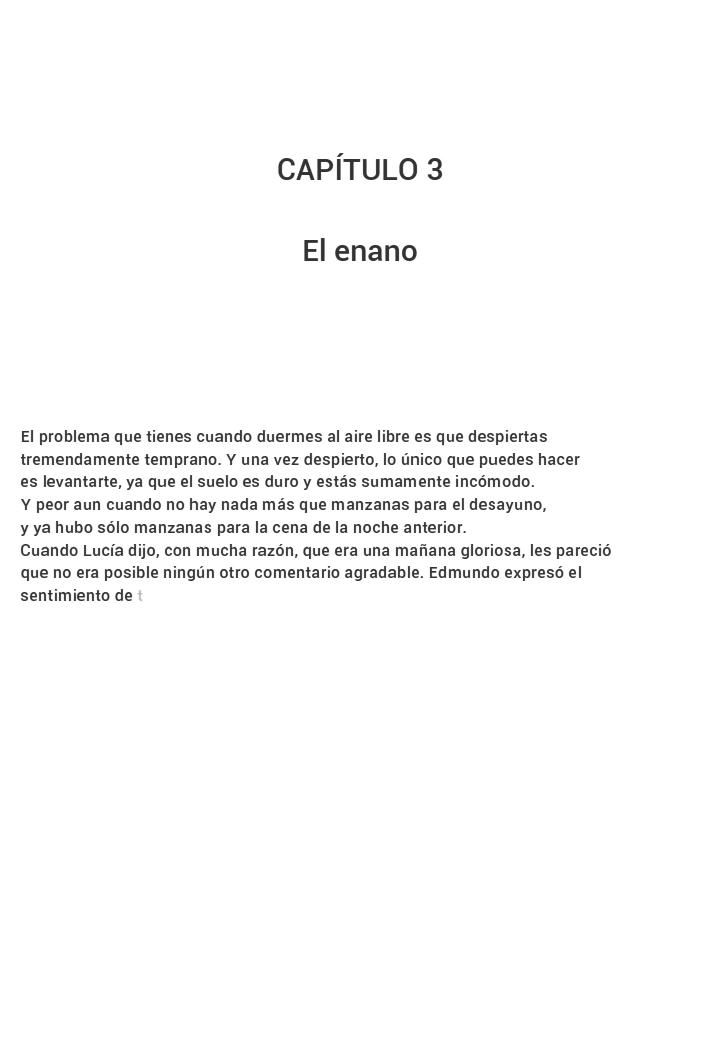 CAPÍTULO 3
El enano
El problema que tienes cuando duermes al aire libre es que despiertas
tremendamente temprano. Y una vez despierto, lo único que puedes hacer
es levantarte, ya que el suelo es duro y estás sumamente incómodo.
Y peor aun cuando no hay nada más que manzanas para el desayuno,
y ya hubo sólo manzanas para la cena de la noche anterior.
Cuando Lucía dijo, con mucha razón, que era una mañana gloriosa, les pareció
que no era posible ningún otro comentario agradable. Edmundo expresó el
sentimiento de t